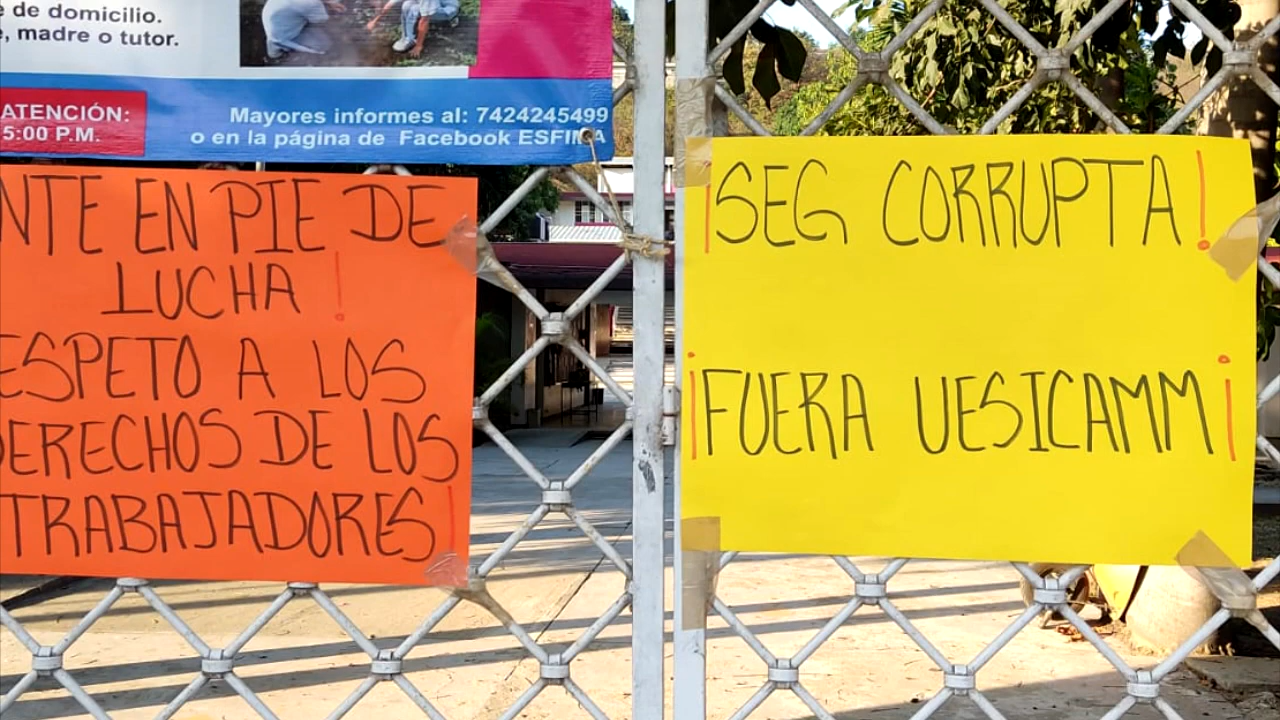 e de domicilio.
, madre o tutor.
ATENCIÓN:
5:00 P.M.
Mayores informes al: 7424245499
o en la página de Facebook ESFIMA
NTE EN PIE DE
LUCHA!
ESPETO A LOS
DERECHOS DE LOS
TRABAJADORES!
¡SEG CORRUPTA!
¡FUERA UESICAMM¡